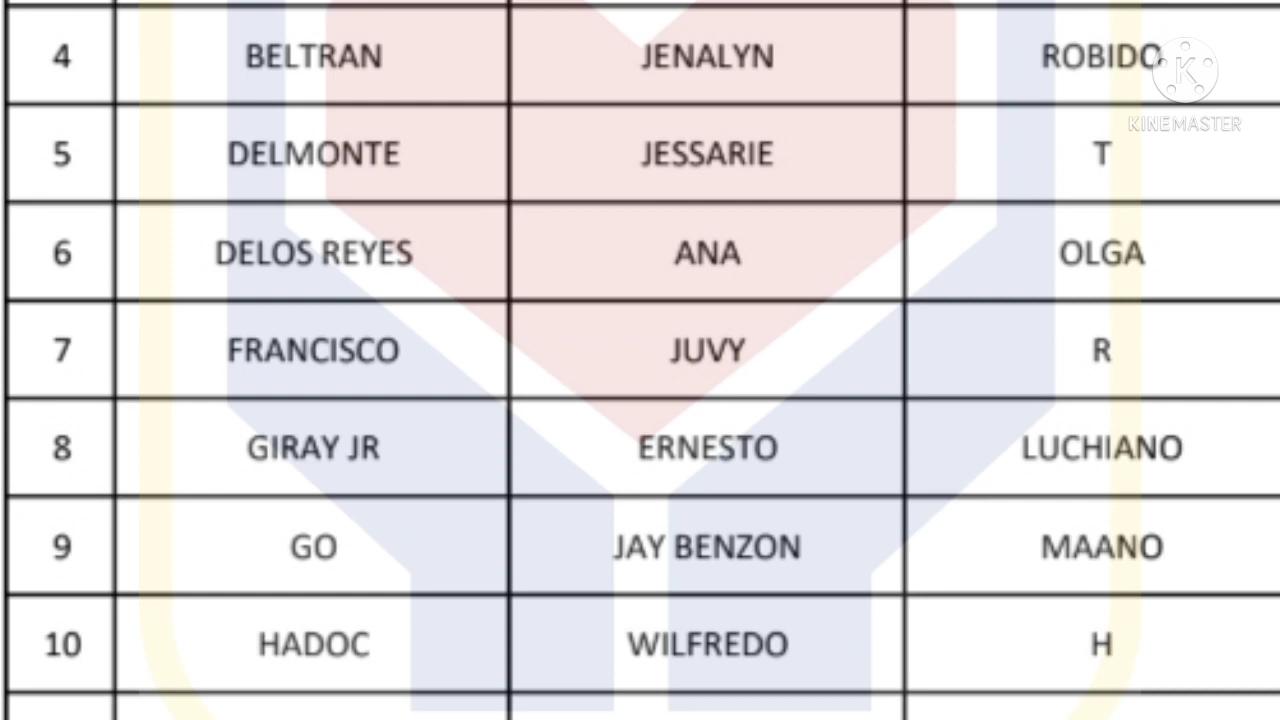 4 BELTRAN JENALYN ROBIDO
KINEMASTER
5 DELMONTE JESSARIE T
6 DELOS REYES ANA OLGA
7 FRANCISCO JUVY R
8 GIRAY JR ERNESTO LUCHIANO
9 GO JAY BENZON MAANO
10 HADOC WILFREDO H